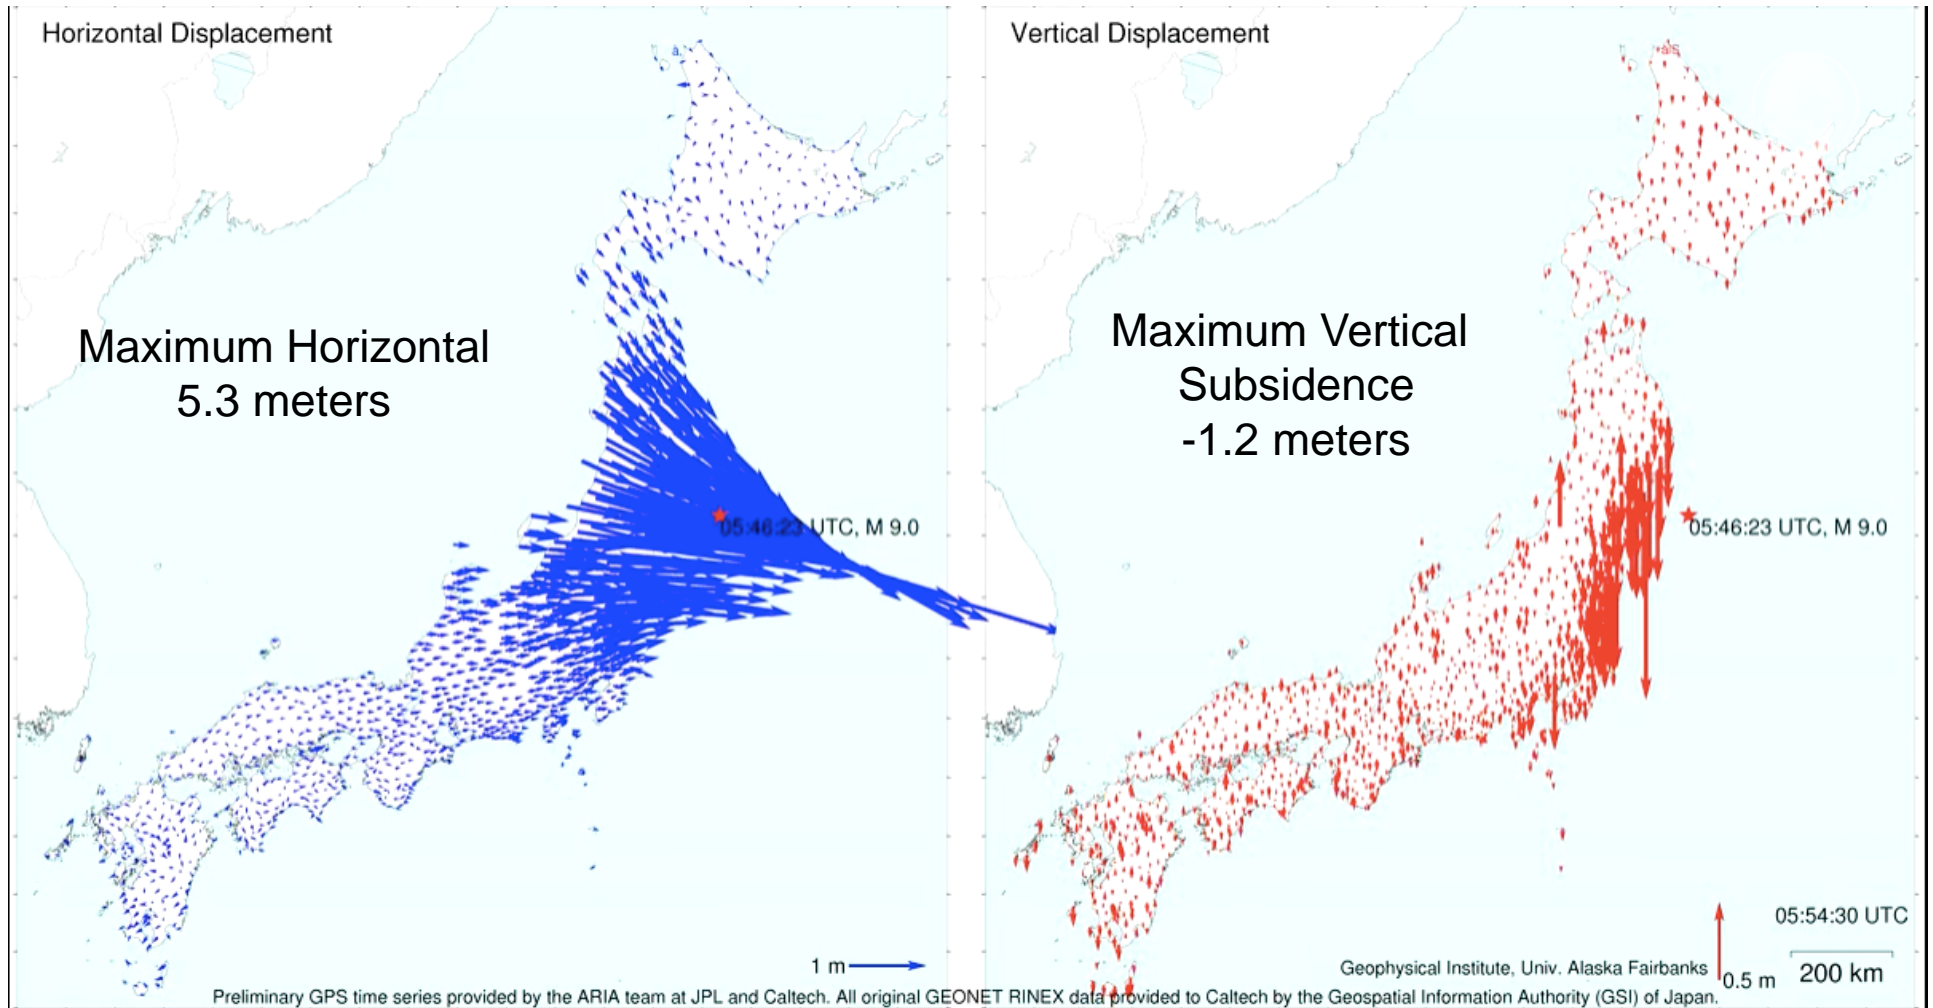 Horizontal Displacement
Maximum Horizontal
5.3 meters
05:46:23 UTC, M 9.0
1 m
Vertical Displacement
Maximum Vertical
Subsidence
-1.2 meters
05:46:23 UTC, M 9.0
05:54:30 UTC
Geophysical Institute, Univ. Alaska Fairbanks
0.5 m
200 km
Preliminary GPS time series provided by the ARIA team at JPL and Caltech. All original GEONET RINEX data provided to Caltech by the Geospatial Information Authority (GSI) of Japan.